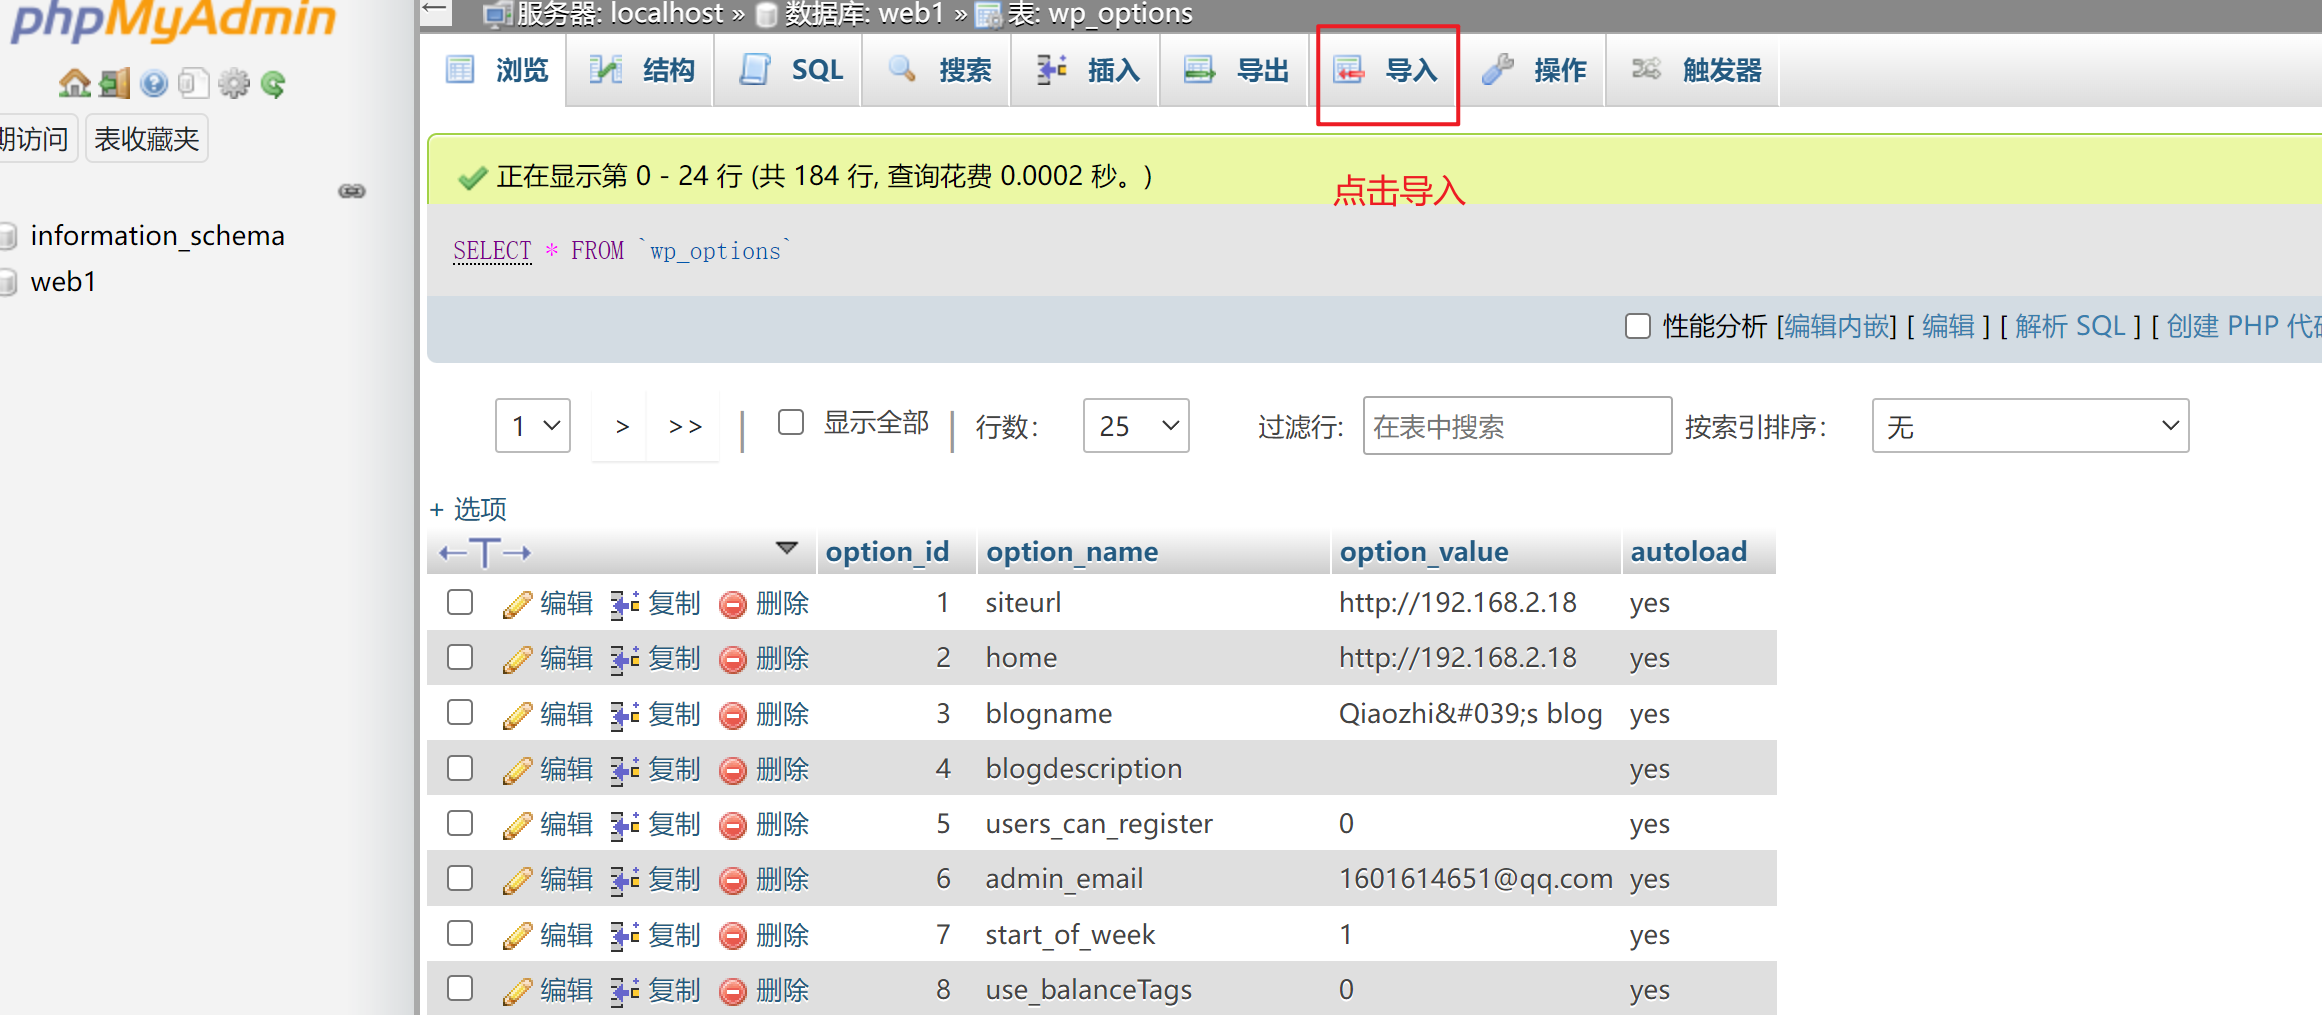 phpMyAdmin
期访问 表收藏夹
information_schema
web1
服务器: localhost » 数据库: web1 » 表: wp_options
浏览 结构 SQL 搜索 插入 导出 导入 操作 触发器
正在显示第 0 - 24 行 (共 184 行, 查询花费 0.0002 秒。)
点击导入
SELECT * FROM `wp_options`
性能分析 [编辑内嵌] [ 编辑 ] [ 解析 SQL ] [ 创建 PHP 代码
1 > >> | 显示全部 | 行数: 25 过滤行: 在表中搜索 按索引排序: 无
+ 选项
←T→ option_id option_name option_value autoload
编辑 复制 删除 1 siteurl http://192.168.2.18 yes
编辑 复制 删除 2 home http://192.168.2.18 yes
编辑 复制 删除 3 blogname Qiaozhi&#039;s blog yes
编辑 复制 删除 4 blogdescription yes
编辑 复制 删除 5 users_can_register 0 yes
编辑 复制 删除 6 admin_email 1601614651@qq.com yes
编辑 复制 删除 7 start_of_week 1 yes
编辑 复制 删除 8 use_balanceTags 0 yes